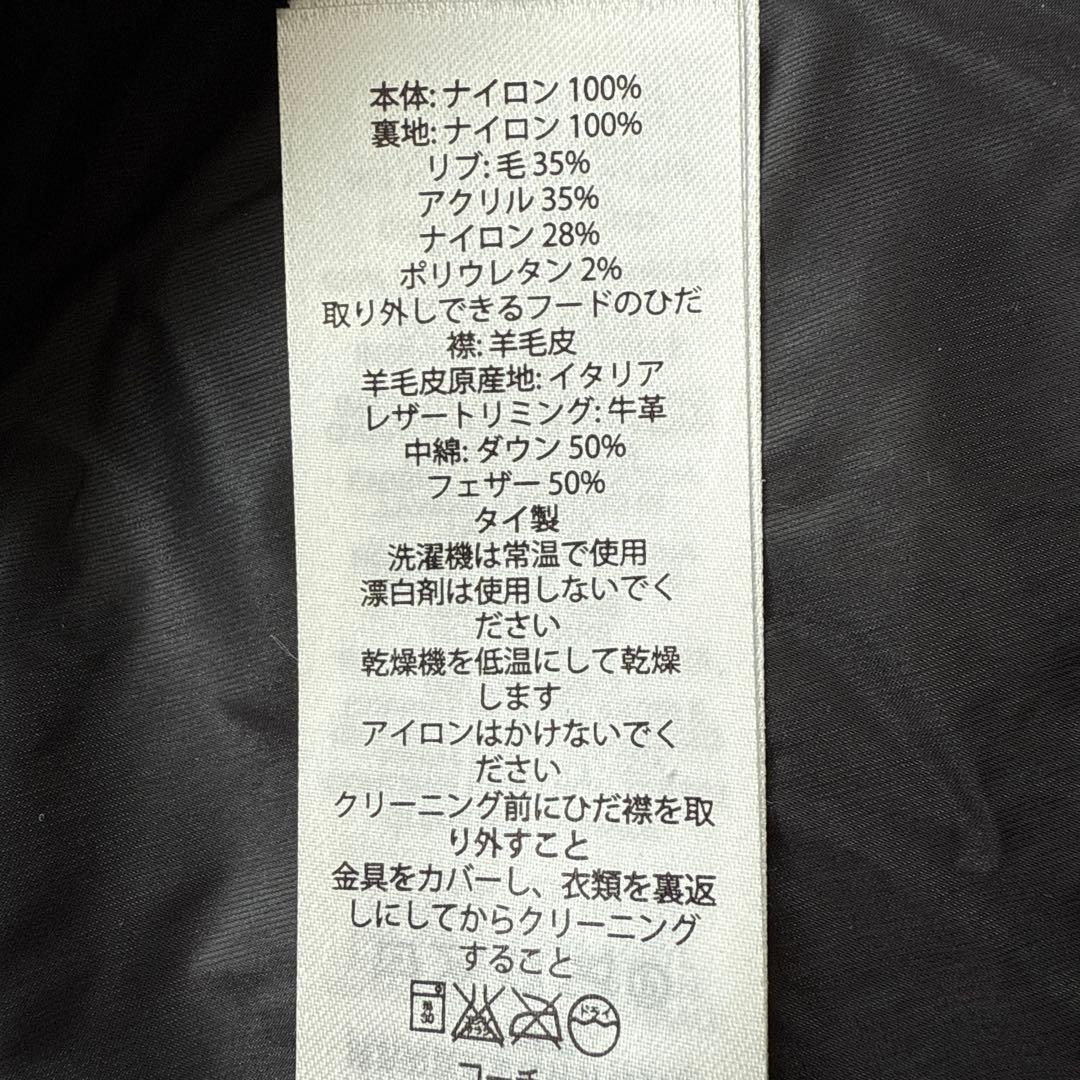 本体: ナイロン 100%
裏地: ナイロン 100%
リブ: 毛 35%
アクリル 35%
ナイロン 28%
ポリウレタン 2%
取り外しできるフードのひだ
襟: 羊毛皮
羊毛皮原産地: イタリア
レザートリミング: 牛革
中綿: ダウン 50%
フェザー 50%
タイ製
洗濯機は常温で使用
漂白剤は使用しないでく
ださい
乾燥機を低温にして乾燥
します
アイロンはかけないでく
ださい
クリーニング前にひだ襟を取
り外すこと
金具をカバーし、衣類を裏返
しにしてからクリーニング
すること
30 ドライ
コーチ